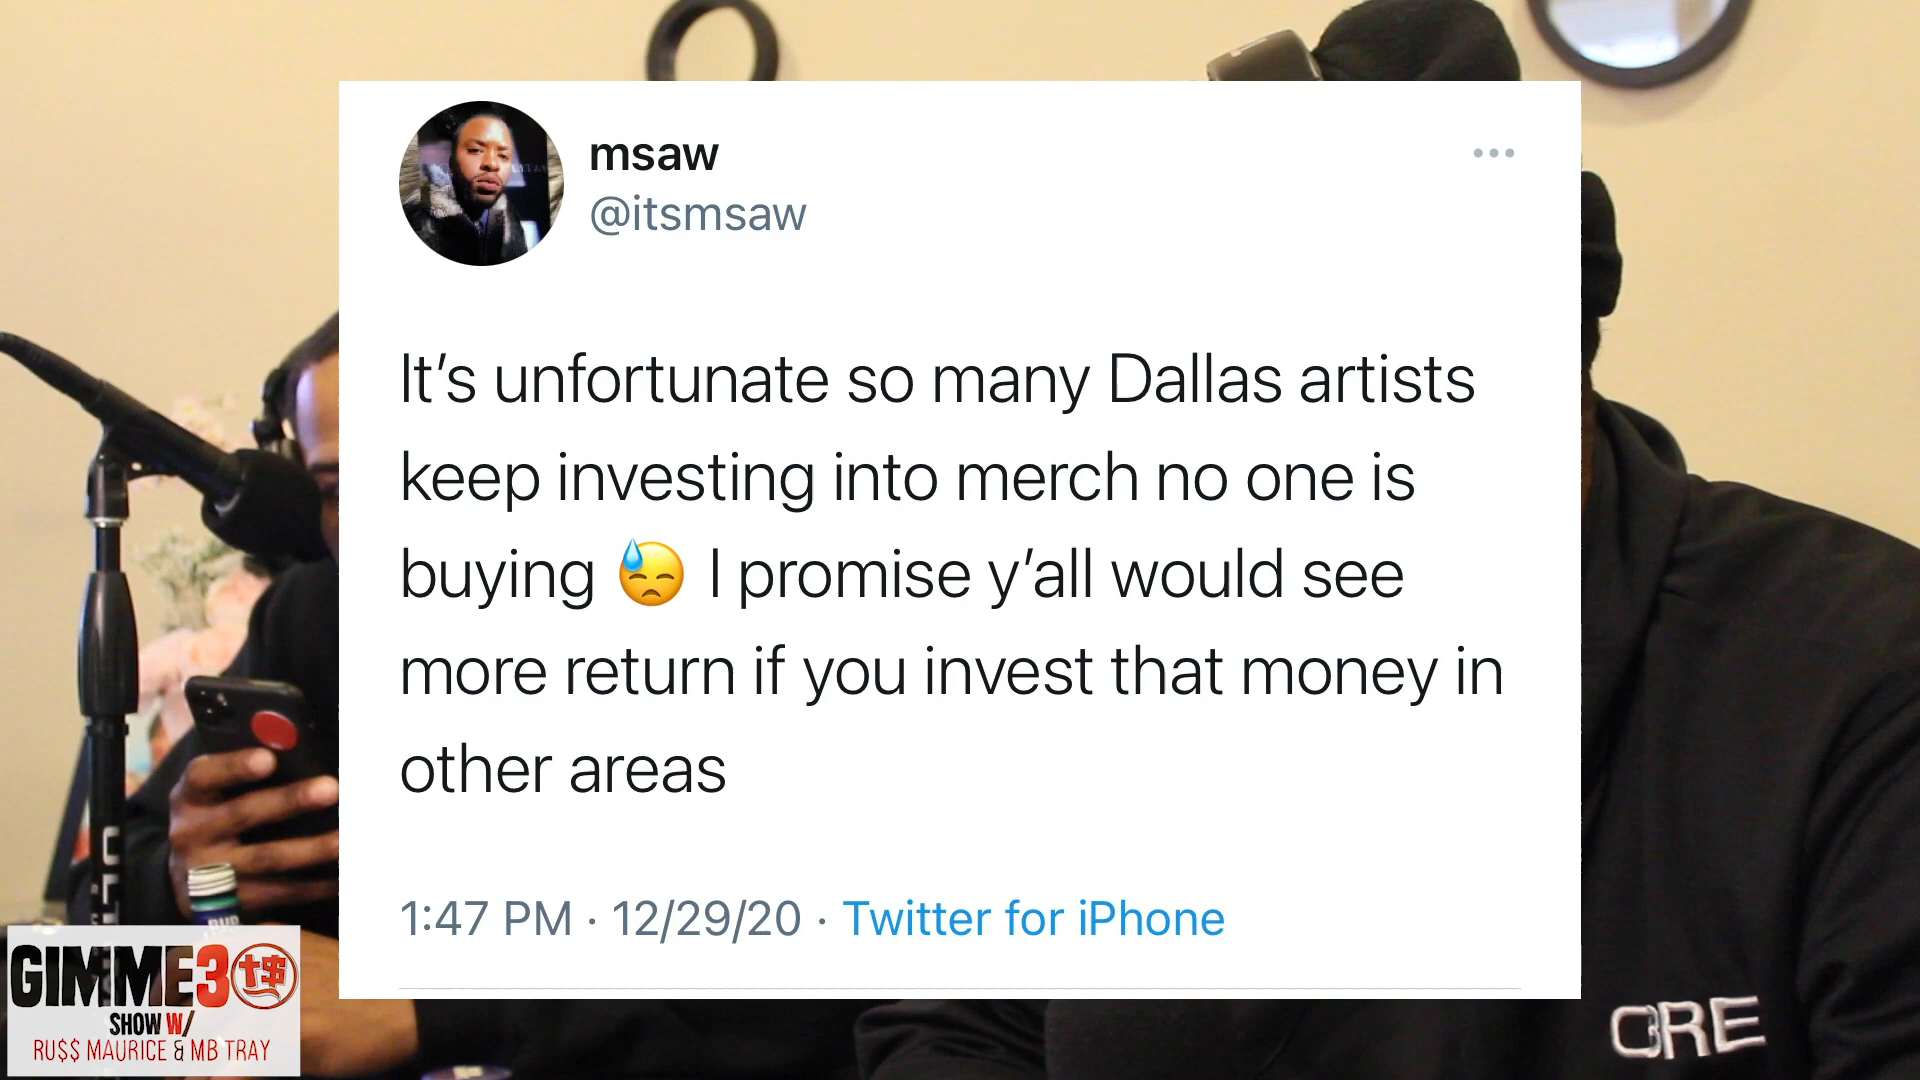 msaw
@itsmsaw
It's unfortunate so many Dallas artists
keep investing into merch no one is
buying 😓 I promise y'all would see
more return if you invest that money in
other areas
1:47 PM · 12/29/20 · Twitter for iPhone
GIMME3
SHOW W/
RU$$ MAURICE & MB TRAY